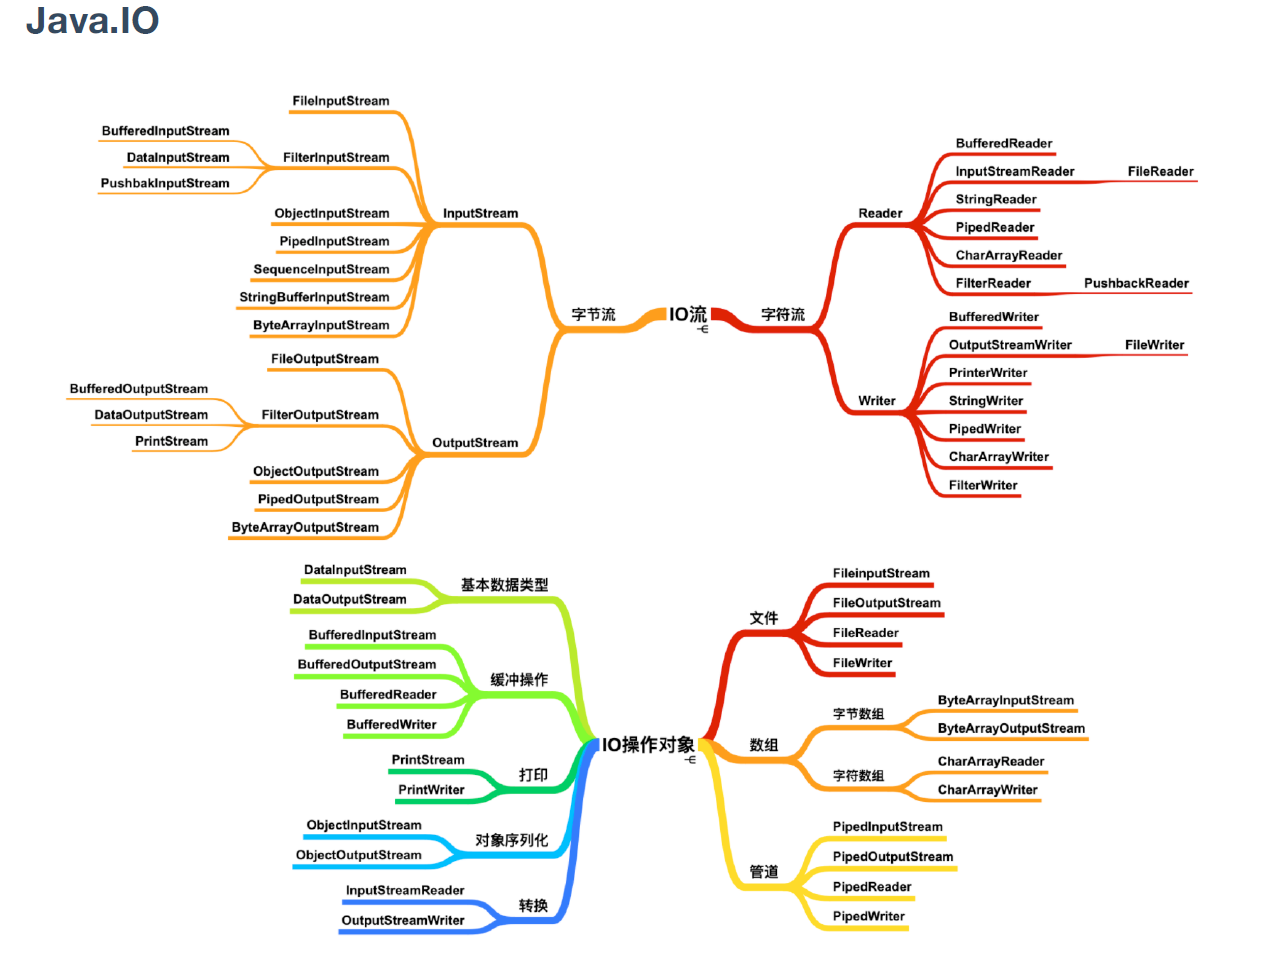 Java.IO
IO流
字节流
InputStream
FileInputStream
FilterInputStream
BufferedInputStream
DataInputStream
PushbakInputStream
ObjectInputStream
PipedInputStream
SequenceInputStream
StringBufferInputStream
ByteArrayInputStream
OutputStream
FileOutputStream
FilterOutputStream
BufferedOutputStream
DataOutputStream
PrintStream
ObjectOutputStream
PipedOutputStream
ByteArrayOutputStream
字符流
Reader
BufferedReader
InputStreamReader
FileReader
StringReader
PipedReader
CharArrayReader
FilterReader
PushbackReader
Writer
BufferedWriter
OutputStreamWriter
FileWriter
PrinterWriter
StringWriter
PipedWriter
CharArrayWriter
FilterWriter
IO操作对象
基本数据类型
DataInputStream
DataOutputStream
缓冲操作
BufferedInputStream
BufferedOutputStream
BufferedReader
BufferedWriter
打印
PrintStream
PrintWriter
对象序列化
ObjectInputStream
ObjectOutputStream
转换
InputStreamReader
OutputStreamWriter
文件
FileinputStream
FileOutputStream
FileReader
FileWriter
数组
字节数组
ByteArrayInputStream
ByteArrayOutputStream
字符数组
CharArrayReader
CharArrayWriter
管道
PipedInputStream
PipedOutputStream
PipedReader
PipedWriter